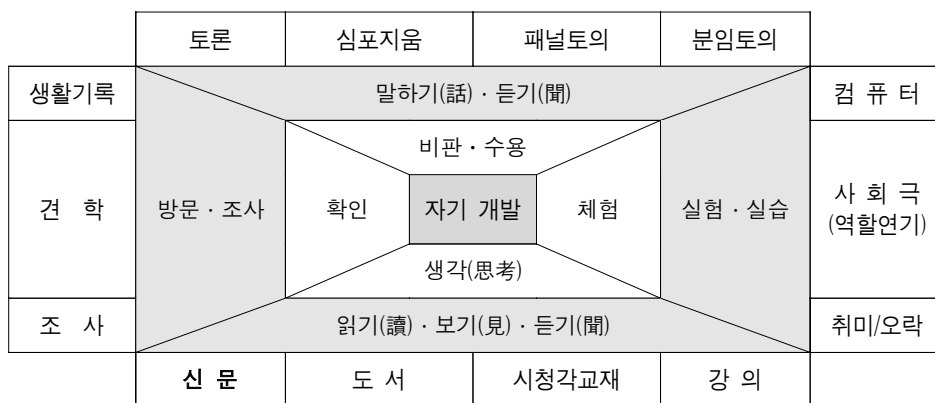 토론 심포지움 패널토의 분임토의
생활기록 말하기(話)·듣기(聞) 컴 퓨 터
비판·수용
견 학 방문·조사 확인 자기 개발 체험 실험·실습 사 회 극
(역할연기)
생각(思考)
조 사 읽기(讀)·보기(見)·듣기(聞) 취미/오락
신 문 도 서 시청각교재 강 의